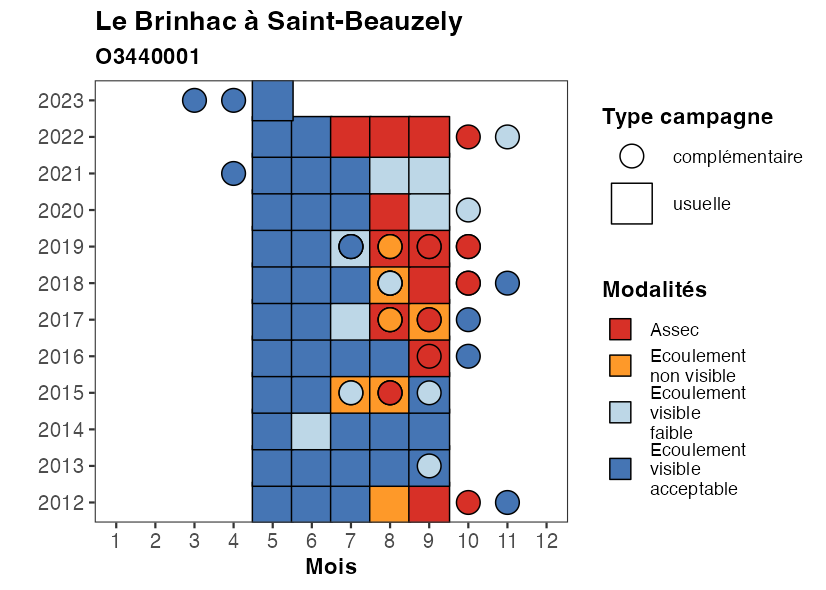 Le Brinhac à Saint-Beauzely
O3440001
2023
2022
2021
2020
2019
2018
2017
2016
2015
2014
2013
2012
1 2 3 4 5 6 7 8 9 10 11 12
Mois
Type campagne
complémentaire
usuelle
Modalités
Assec
Ecoulement
non visible
Ecoulement
visible
faible
Ecoulement
visible
acceptable